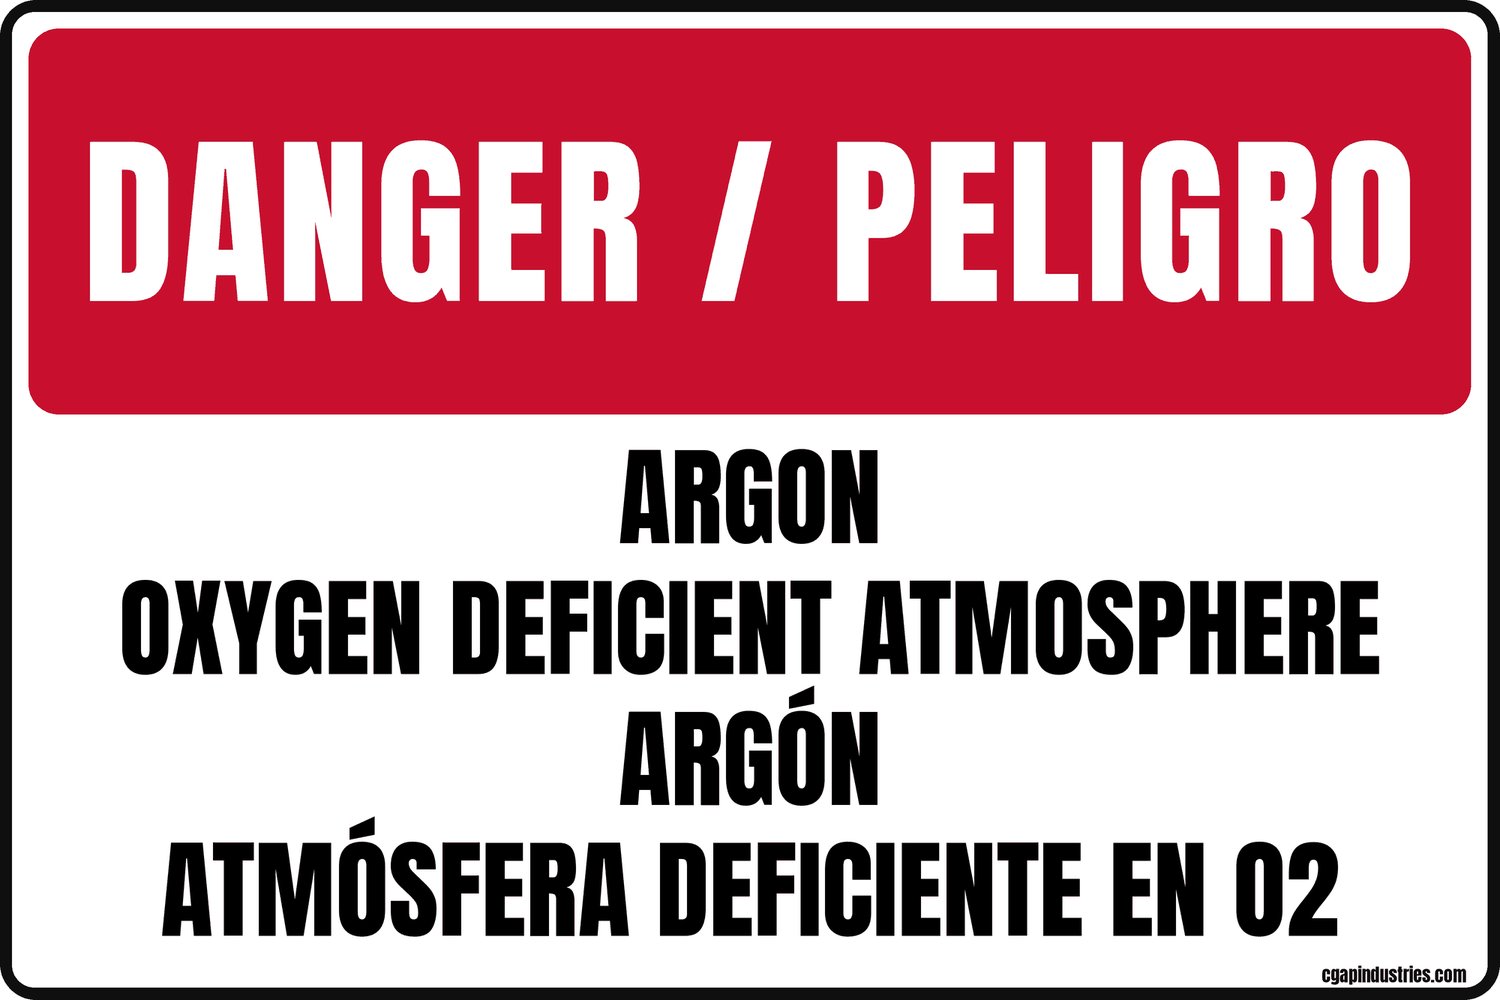 DANGER / PELIGRO
ARGON
OXYGEN DEFICIENT ATMOSPHERE
ARGÓN
ATMÓSFERA DEFICIENTE EN O2
cgapindustries.com